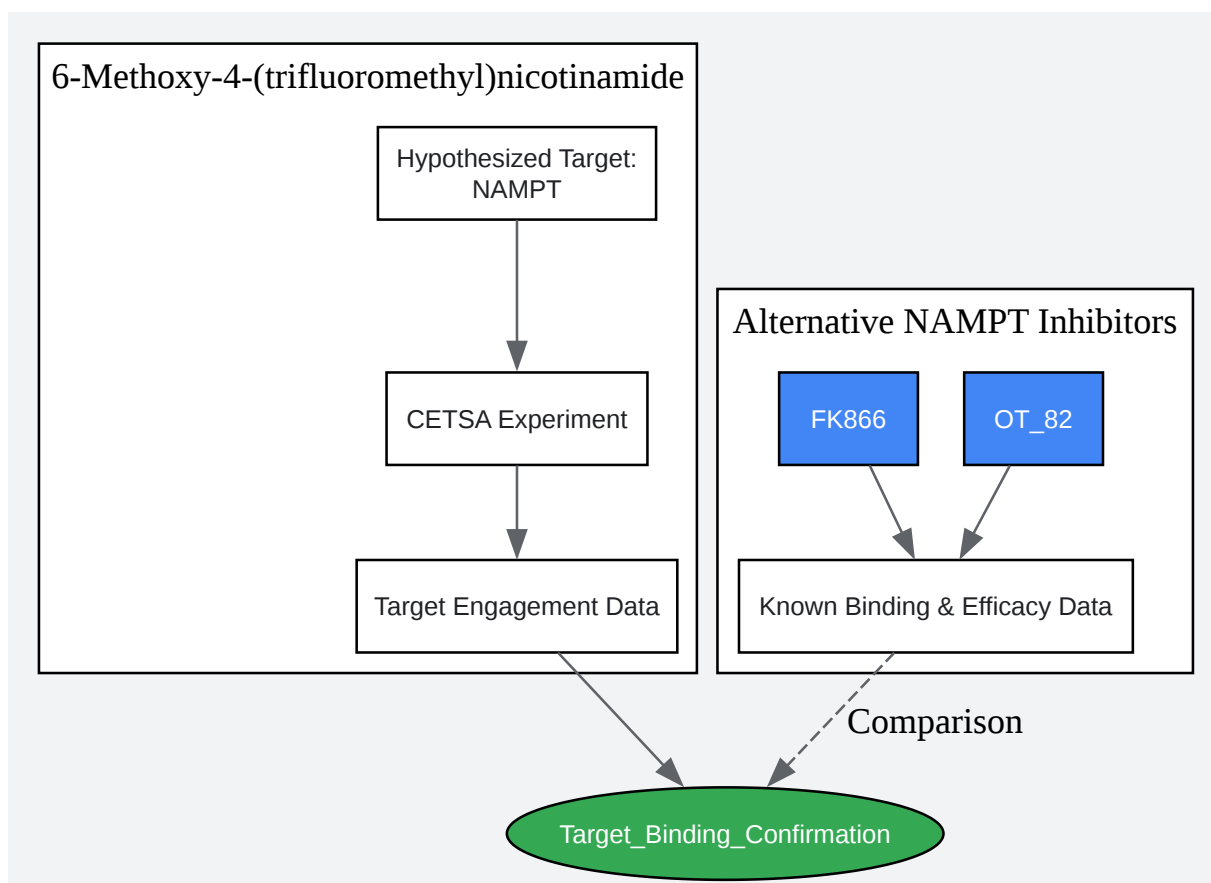 6-Methoxy-4-(trifluoromethyl)nicotinamide
Hypothesized Target:
NAMPT
CETSA Experiment
Target Engagement Data
Alternative NAMPT Inhibitors
FK866
OT_82
Known Binding & Efficacy Data
Comparison
Target_Binding_Confirmation